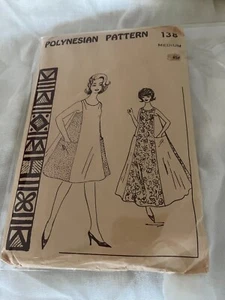 POLYNESIAN PATTERN 138
MEDIUM